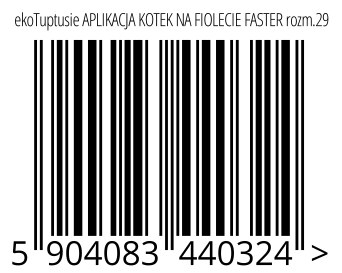 ekoTuptusie APLIKACJA KOTEK NA FIOLECIE FASTER rozm.29
5 904083 440324 >